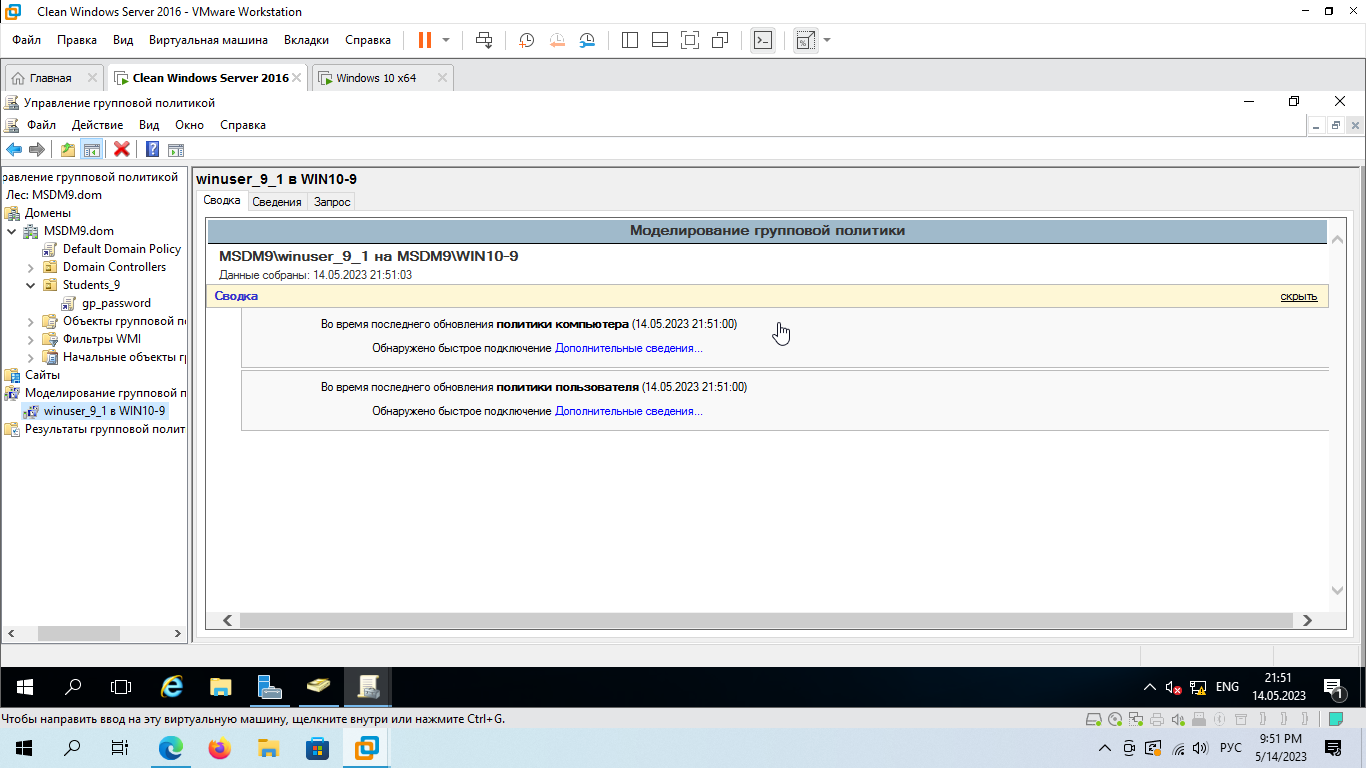 Clean Windows Server 2016 - VMware Workstation
Файл Правка Вид Виртуальная машина Вкладки Справка
Главная Clean Windows Server 2016 Windows 10 x64
Управление групповой политикой
Файл Действие Вид Окно Справка
равление групповой политикой
Лес: MSDM9.dom
Домены
MSDM9.dom
Default Domain Policy
Domain Controllers
Students_9
gp_password
Объекты групповой п
Фильтры WMI
Начальные объекты г
Сайты
Моделирование групповой п
winuser_9_1 в WIN10-9
Результаты групповой полит
winuser_9_1 в WIN10-9
Сводка Сведения Запрос
Моделирование групповой политики
MSDM9\winuser_9_1 на MSDM9\WIN10-9
Данные собраны: 14.05.2023 21:51:03
Сводка скрыть
Во время последнего обновления политики компьютера (14.05.2023 21:51:00)
Обнаружено быстрое подключение Дополнительные сведения...
Во время последнего обновления политики пользователя (14.05.2023 21:51:00)
Обнаружено быстрое подключение Дополнительные сведения...
ENG 21:51
14.05.2023
1
Чтобы направить ввод на эту виртуальную машину, щелкните внутри или нажмите Ctrl+G.
РУС 9:51 PM
5/14/2023